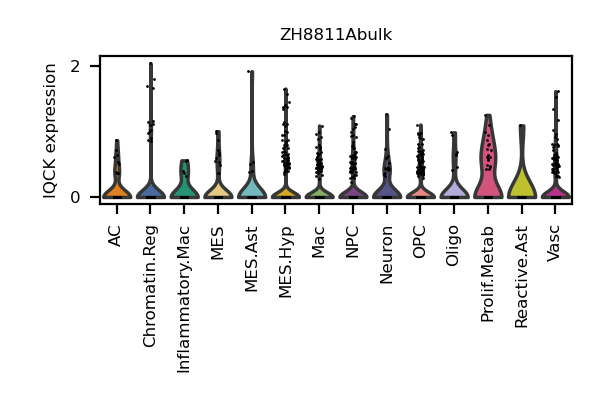 ZH8811Abulk
IQCK expression
2
0
AC
Chromatin.Reg
Inflammatory.Mac
MES
MES.Ast
MES.Hyp
Mac
NPC
Neuron
OPC
Oligo
Prolif.Metab
Reactive.Ast
Vasc